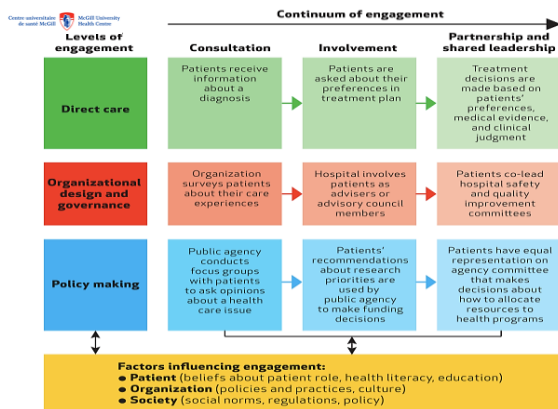 Centre universitaire
de santé McGill
McGill University
Health Centre
Continuum of engagement
Levels of
engagement
Consultation
Involvement
Partnership and
shared leadership
Direct care
Patients receive
information
about a
diagnosis
Patients are
asked about their
preferences in
treatment plan
Treatment
decisions are
made based on
patients'
preferences,
medical evidence,
and clinical
judgment
Organizational
design and
governance
Organization
surveys patients
about their care
experiences
Hospital involves
patients as
advisers or
advisory council
members
Patients co-lead
hospital safety
and quality
improvement
committees
Policy making
Public agency
conducts
focus groups
with patients
to ask opinions
about a health
care issue
Patients'
recommendations
about research
priorities are
used by
public agency
to make funding
decisions
Patients have equal
representation on
agency committee
that makes
decisions about
how to allocate
resources to
health programs
Factors influencing engagement:
● Patient (beliefs about patient role, health literacy, education)
● Organization (policies and practices, culture)
● Society (social norms, regulations, policy)